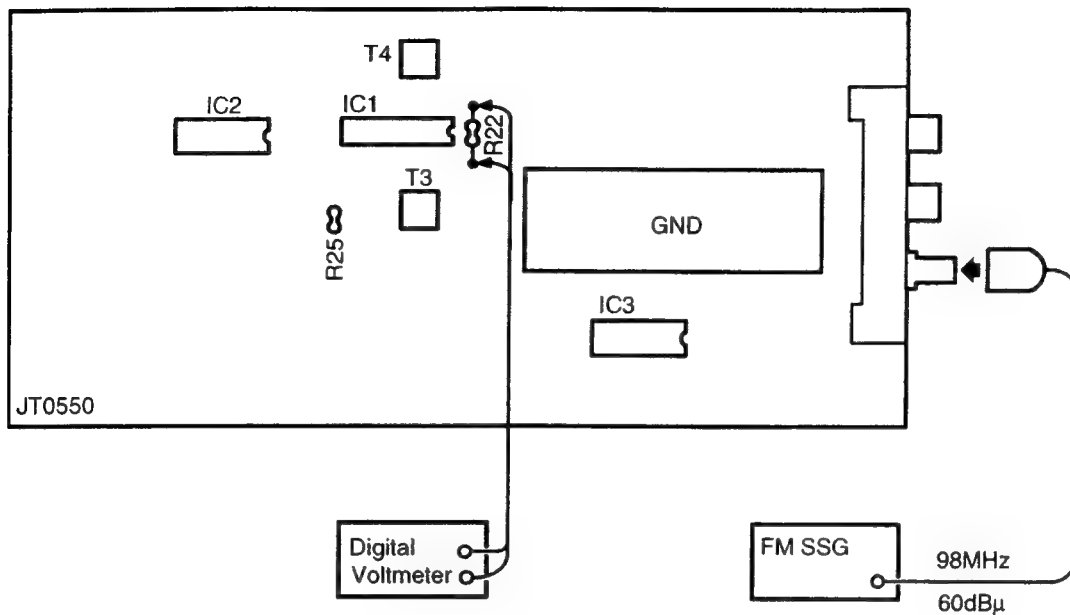 T4
IC2
IC1
R22
T3
R25
GND
IC3
JT0550
Digital
Voltmeter
FM SSG
98MHz
60dBμ